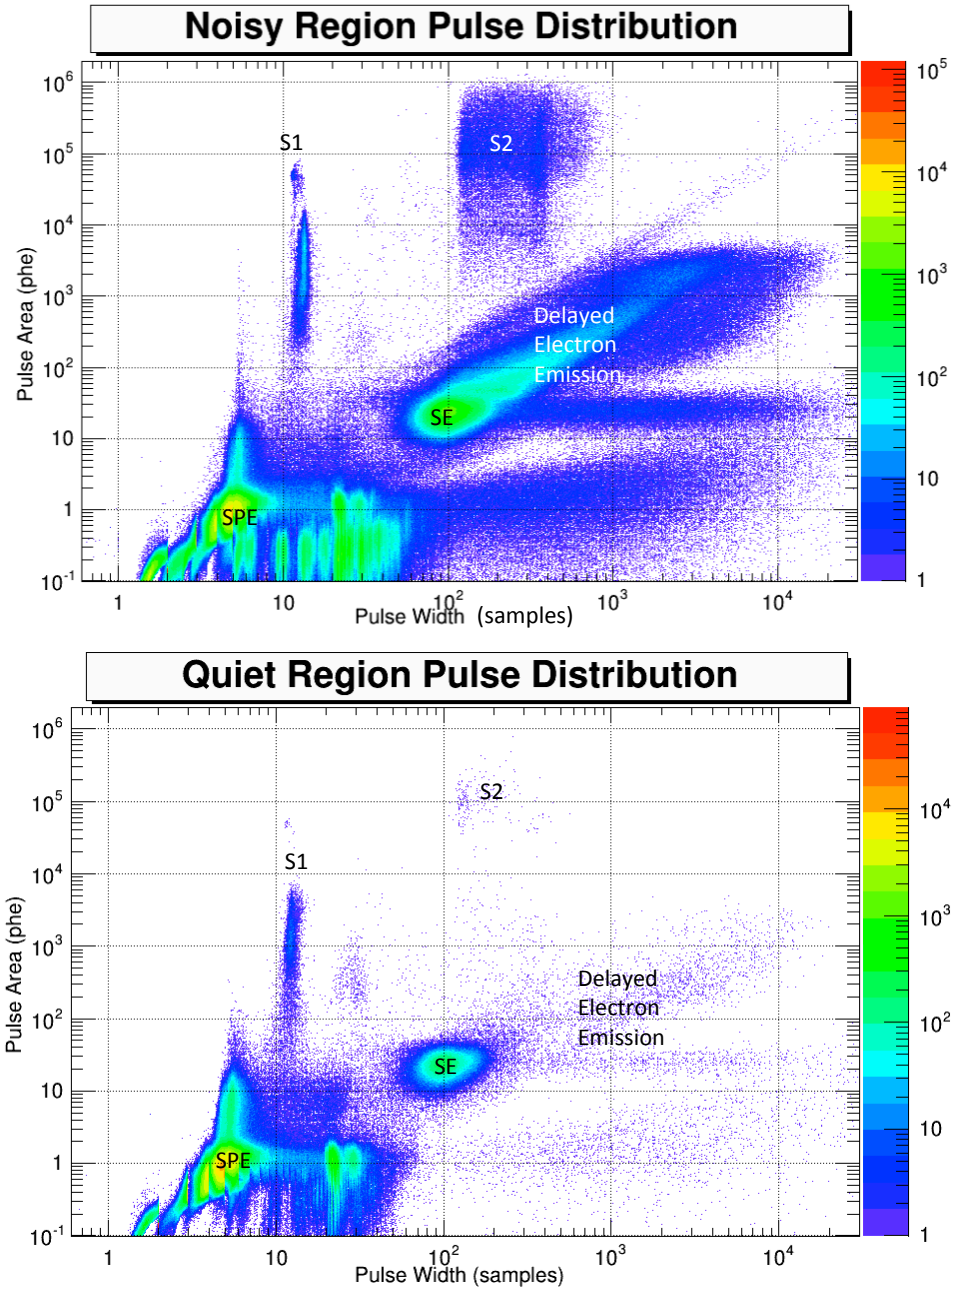 Noisy Region Pulse Distribution
10^6
10^5
10^4
10^3
10^2
10
1
10^-1
Pulse Area (phe)
S1
S2
Delayed
Electron
Emission
SE
SPE
1
10
10^2
10^3
10^4
Pulse Width (samples)
10^5
10^4
10^3
10^2
10
1
Quiet Region Pulse Distribution
10^6
10^5
10^4
10^3
10^2
10
1
10^-1
Pulse Area (phe)
S2
S1
Delayed
Electron
Emission
SE
SPE
1
10
10^2
10^3
10^4
Pulse Width (samples)
10^4
10^3
10^2
10
1